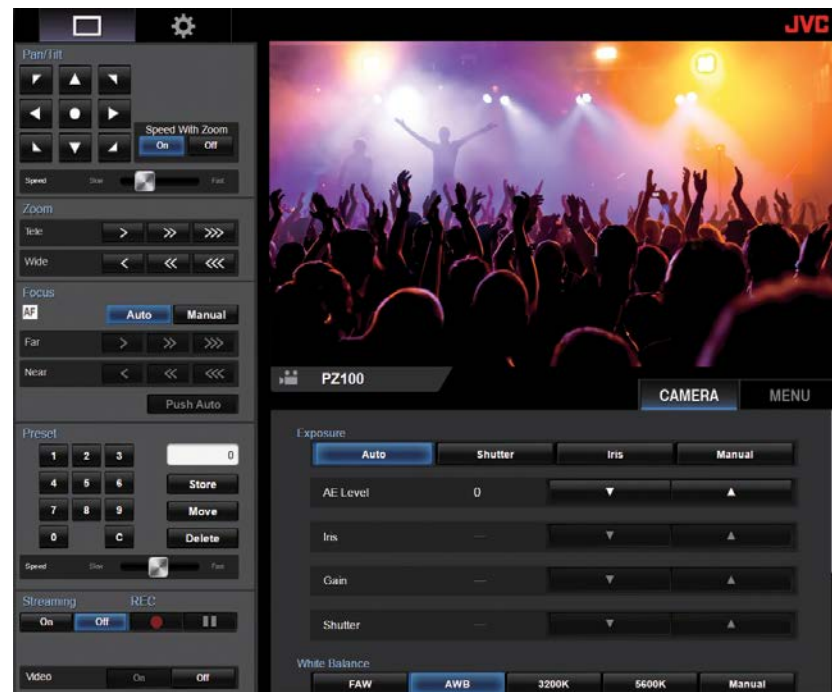 JVC
Pan/Tilt
Speed With Zoom
On Off
Speed Slow Fast
Zoom
Tele > >> >>>
Wide < << <<<
Focus
AF Auto Manual
Far > >> >>>
Near < << <<<
Push Auto
Preset
1 2 3 0
4 5 6 Store
7 8 9 Move
0 C Delete
Speed Slow Fast
Streaming REC
On Off
Video On Off
PZ100
CAMERA MENU
Exposure
Auto Shutter Iris Manual
AE Level 0
Iris —
Gain —
Shutter —
White Balance
FAW AWB 3200K 5600K Manual